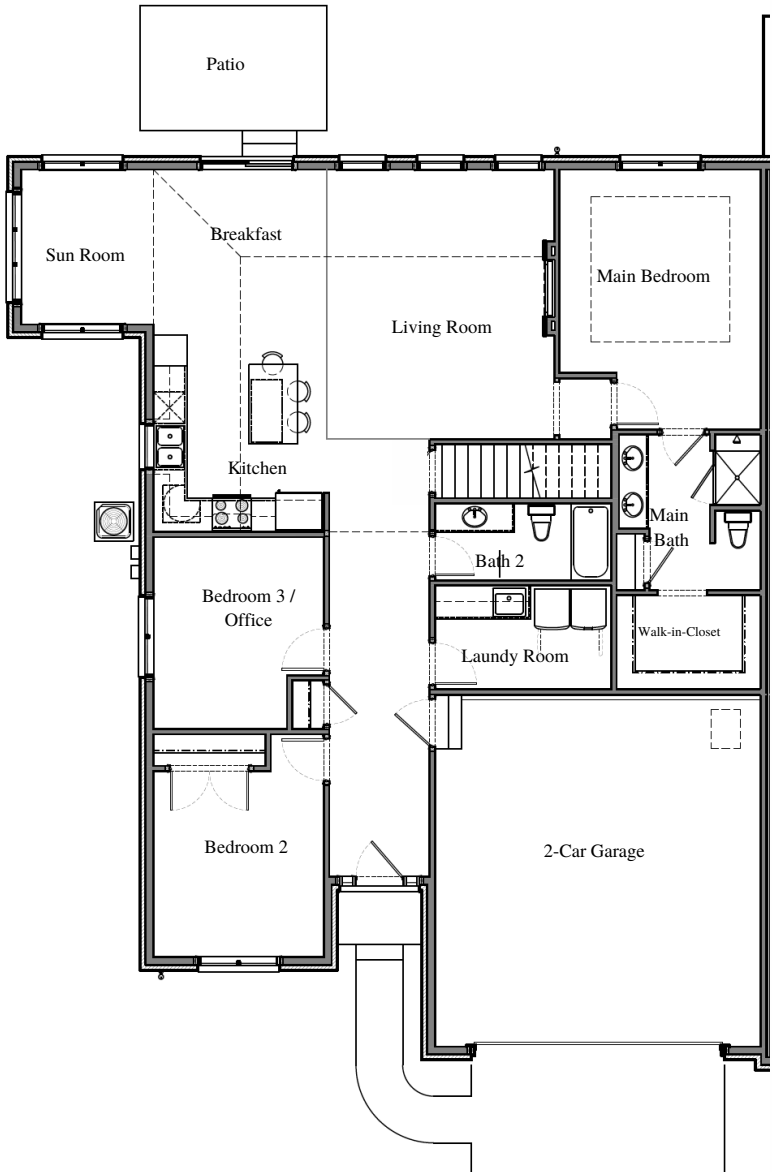 Patio
Breakfast
Sun Room
Main Bedroom
Living Room
Kitchen
Main
Bath
Bath 2
Bedroom 3 /
Office
Walk-in-Closet
Laundy Room
Bedroom 2
2-Car Garage